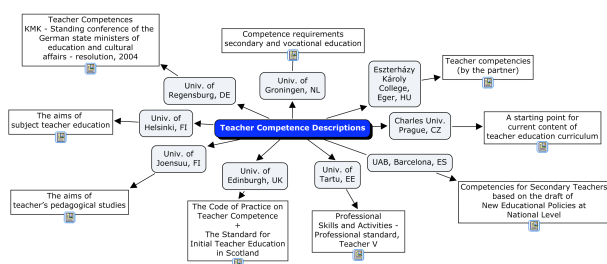 Teacher Competences
KMK - Standing conference of the
German state ministers of
education and cultural
affairs - resolution, 2004
Competence requirements
secondary and vocational education
Teacher competencies
(by the partner)
Univ. of
Regensburg, DE
Univ. of
Groningen, NL
Eszterházy
Károly
College,
Eger, HU
The aims of
subject teacher education
Univ. of
Helsinki, FI
Teacher Competence Descriptions
Charles Univ.
Prague, CZ
A starting point for
current content of
teacher education curriculum
Univ. of
Joensuu, FI
Univ. of
Edinburgh, UK
Univ. of
Tartu, EE
UAB, Barcelona, ES
The aims of
teacher's pedagogical studies
The Code of Practice on
Teacher Competence
+
The Standard for
Initial Teacher Education
in Scotland
Professional
Skills and Activities -
Professional standard,
Teacher V
Competencies for Secondary Teachers
based on the draft of
New Educational Policies at
National Level